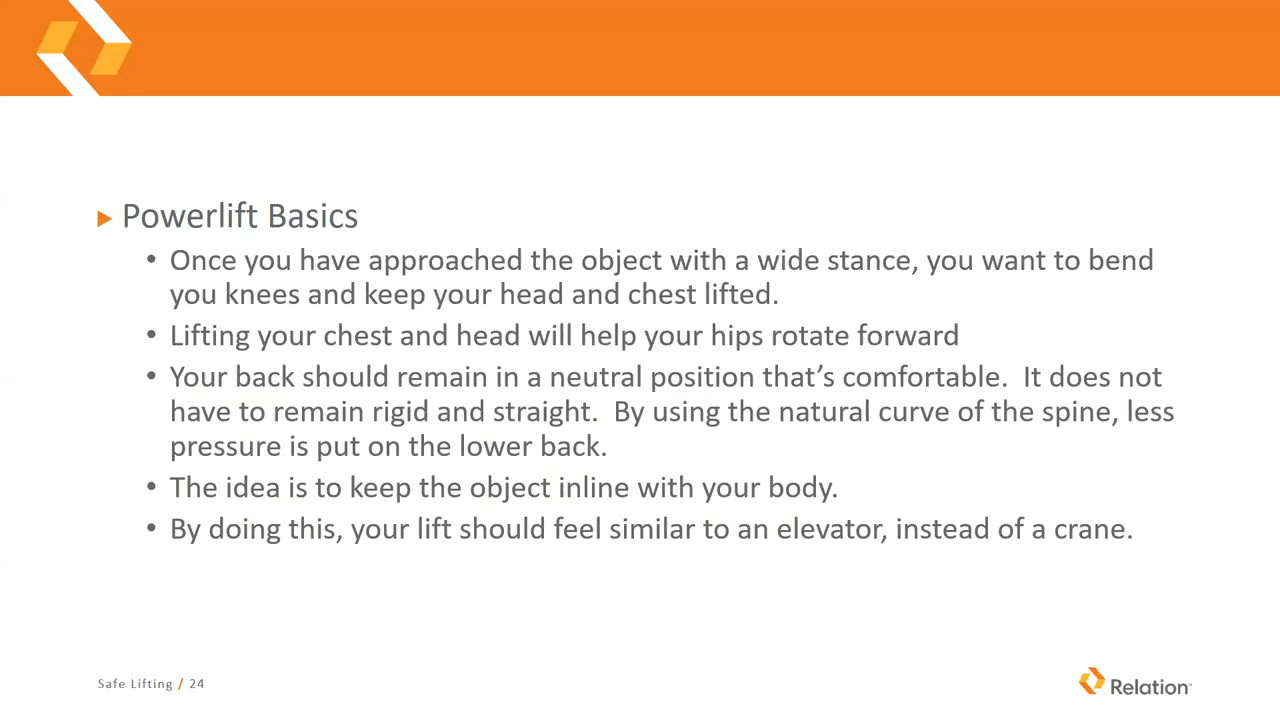 Powerlift Basics
• Once you have approached the object with a wide stance, you want to bend
you knees and keep your head and chest lifted.
• Lifting your chest and head will help your hips rotate forward
• Your back should remain in a neutral position that’s comfortable.  It does not
have to remain rigid and straight.  By using the natural curve of the spine, less
pressure is put on the lower back.
• The idea is to keep the object inline with your body.
• By doing this, your lift should feel similar to an elevator, instead of a crane.
Safe Lifting / 24
Relation™